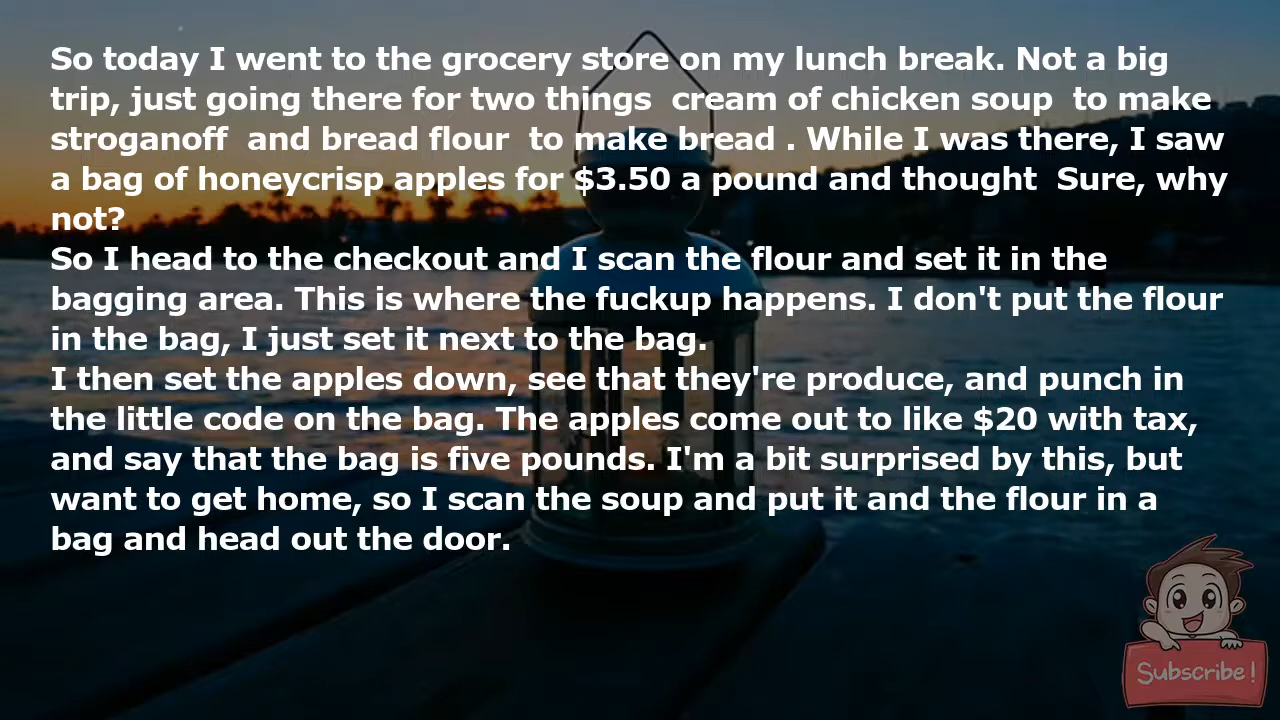 So today I went to the grocery store on my lunch break. Not a big
trip, just going there for two things  cream of chicken soup  to make
stroganoff  and bread flour  to make bread . While I was there, I saw
a bag of honeycrisp apples for $3.50 a pound and thought  Sure, why
not?
So I head to the checkout and I scan the flour and set it in the
bagging area. This is where the fuckup happens. I don't put the flour
in the bag, I just set it next to the bag.
I then set the apples down, see that they're produce, and punch in
the little code on the bag. The apples come out to like $20 with tax,
and say that the bag is five pounds. I'm a bit surprised by this, but
want to get home, so I scan the soup and put it and the flour in a
bag and head out the door.
Subscribe!